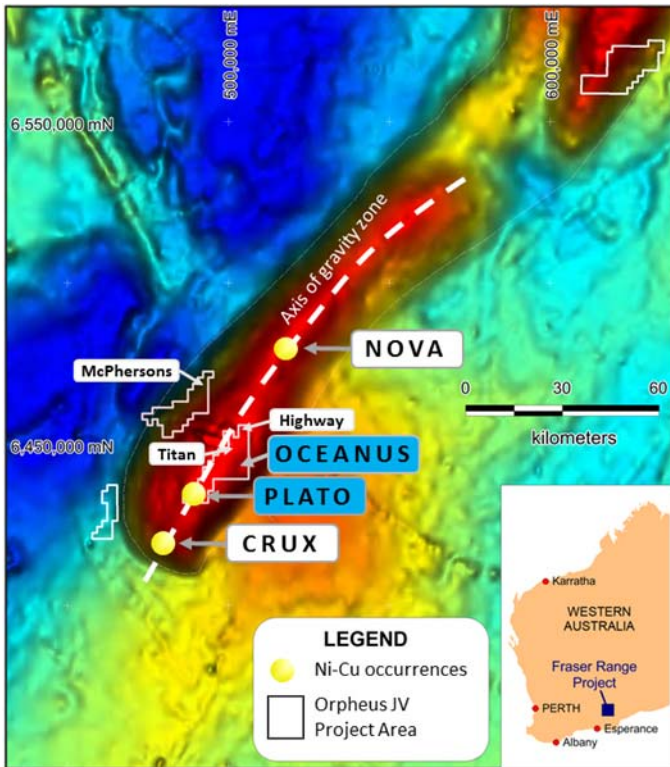 500,000 mE
600,000 mE
6,550,000 mN
Axis of gravity zone
NOVA
McPhersons
0 30 60
kilometers
Highway
6,450,000 mN
Titan
OCEANUS
PLATO
CRUX
LEGEND
Ni-Cu occurrences
Orpheus JV
Project Area
Karratha
WESTERN
AUSTRALIA
Fraser Range
Project
PERTH
Esperance
Albany